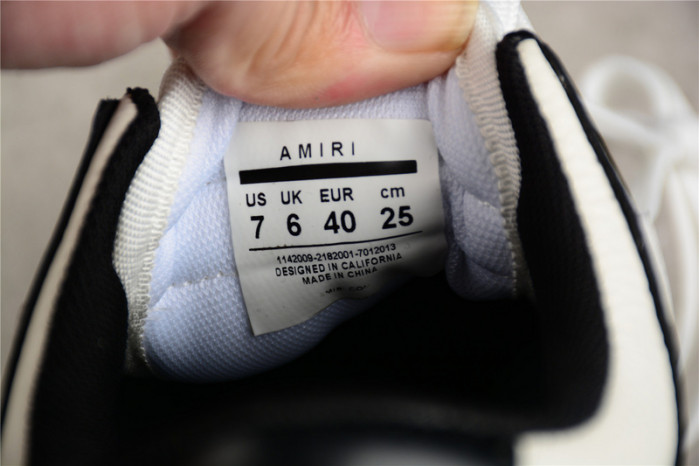 AMIRI
US UK EUR cm
7 6 40 25
1142009-2182001-7012013
DESIGNED IN CALIFORNIA
MADE IN CHINA